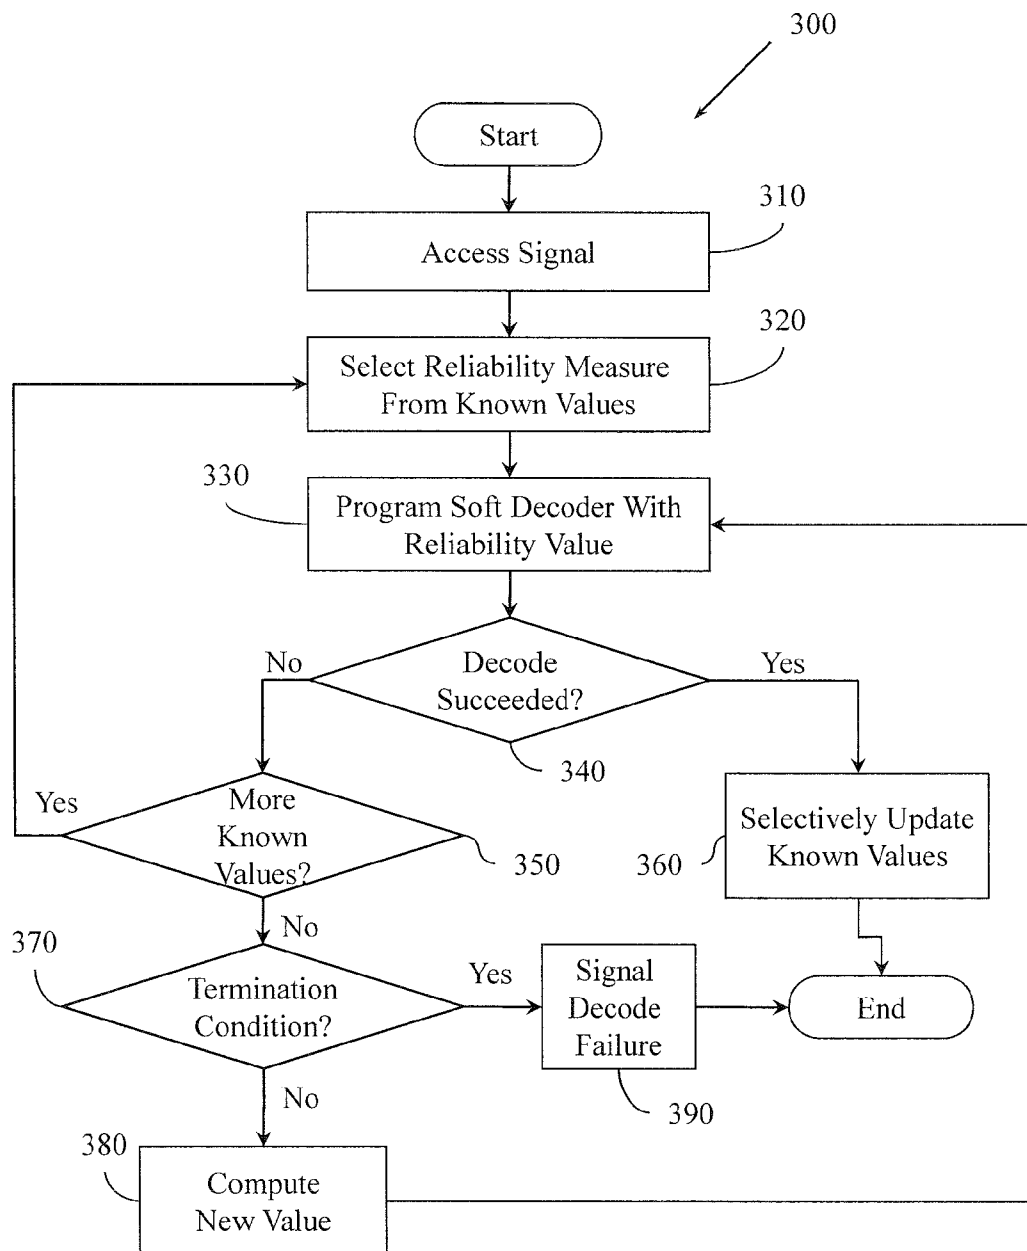 300
Start
310
Access Signal
320
Select Reliability Measure
From Known Values
330
Program Soft Decoder With
Reliability Value
No
Decode
Succeeded?
Yes
340
Yes
More
Known
Values?
350
360
Selectively Update
Known Values
No
370
Termination
Condition?
Yes
Signal
Decode
Failure
End
No
390
380
Compute
New Value